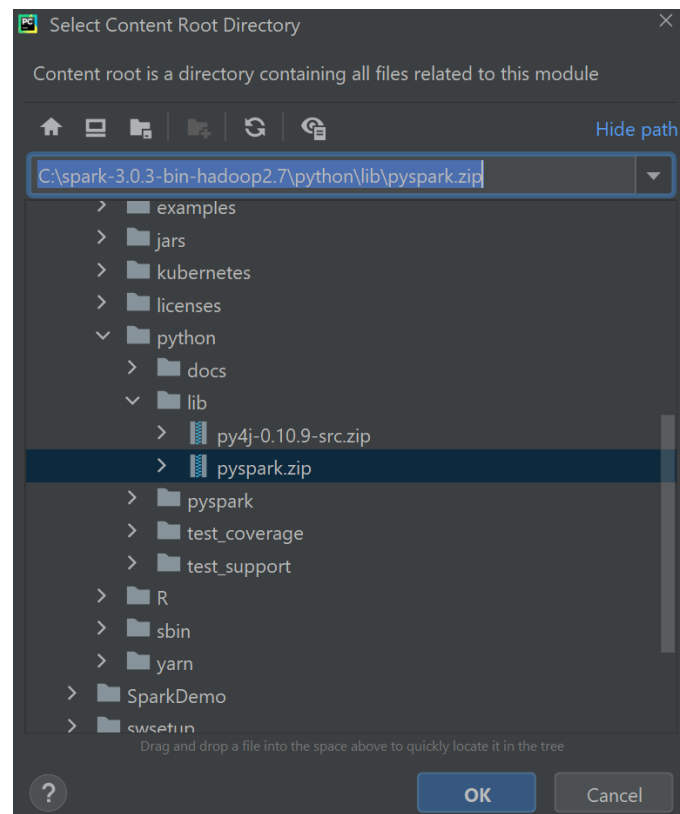 PC Select Content Root Directory
Content root is a directory containing all files related to this module
Hide path
C:\spark-3.0.3-bin-hadoop2.7\python\lib\pyspark.zip
examples
jars
kubernetes
licenses
python
docs
lib
py4j-0.10.9-src.zip
pyspark.zip
pyspark
test_coverage
test_support
R
sbin
yarn
SparkDemo
swsetup
Drag and drop a file into the space above to quickly locate it in the tree
?
OK Cancel